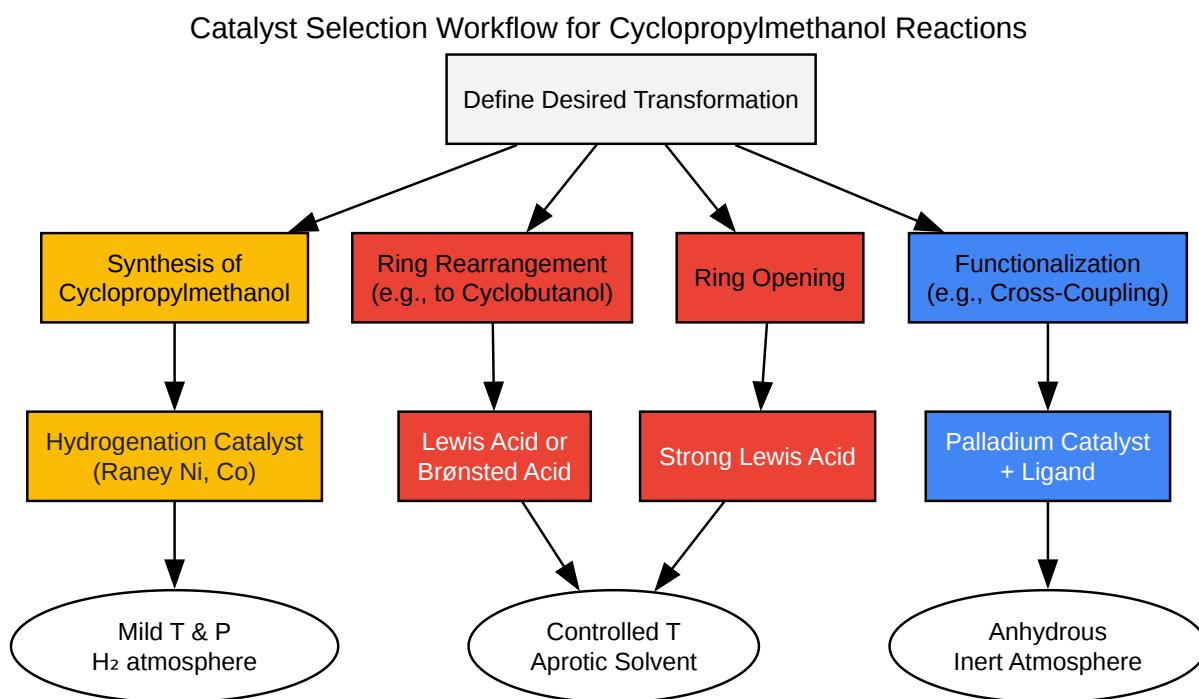 Catalyst Selection Workflow for Cyclopropylmethanol Reactions
Define Desired Transformation
Synthesis of
Cyclopropylmethanol
Ring Rearrangement
(e.g., to Cyclobutanol)
Ring Opening
Functionalization
(e.g., Cross-Coupling)
Hydrogenation Catalyst
(Raney Ni, Co)
Lewis Acid or
Brønsted Acid
Strong Lewis Acid
Palladium Catalyst
+ Ligand
Mild T & P
H₂ atmosphere
Controlled T
Aprotic Solvent
Anhydrous
Inert Atmosphere